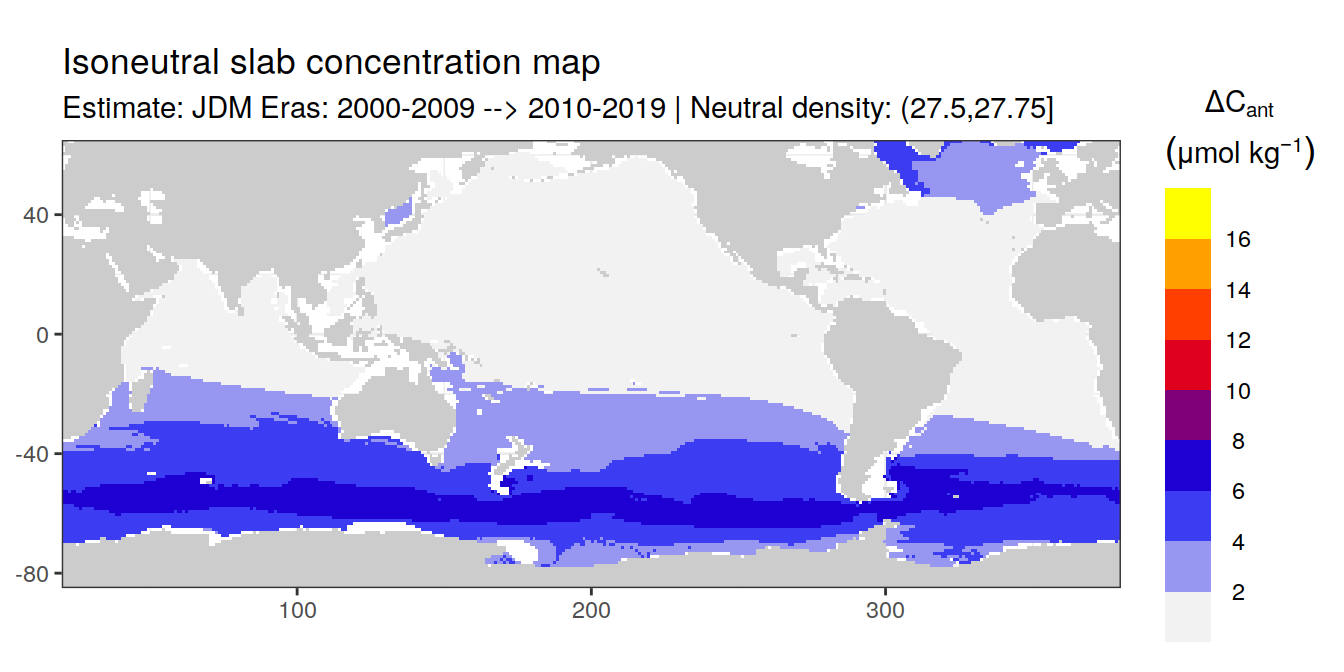 Isoneutral slab concentration map
Estimate: JDM Eras: 2000-2009 --> 2010-2019 | Neutral density: (27.5,27.75]
ΔCant
(μmol kg−1)
16
14
12
10
8
6
4
2
40
0
-40
-80
100 200 300